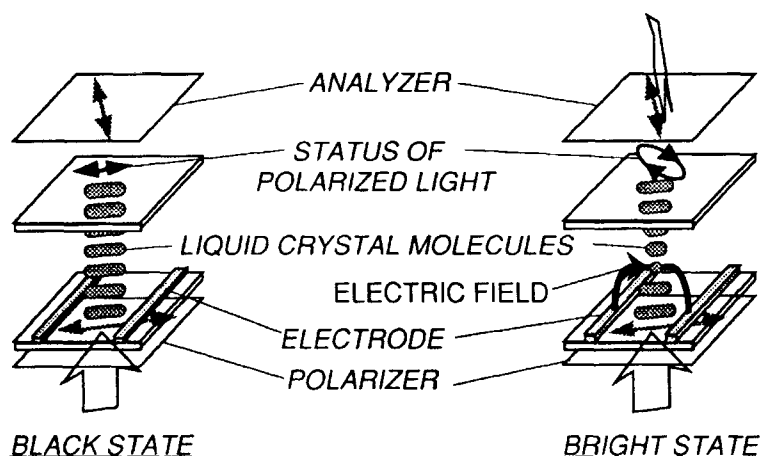 ANALYZER
STATUS OF
POLARIZED LIGHT
LIQUID CRYSTAL MOLECULES
ELECTRIC FIELD
ELECTRODE
POLARIZER
BLACK STATE
BRIGHT STATE